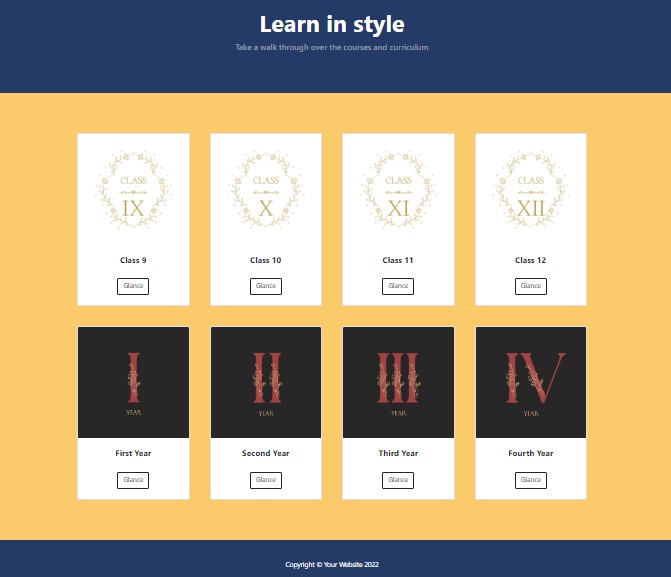 Learn in style
Take a walk through over the courses and curriculum
CLASS
IX
CLASS
X
CLASS
XI
CLASS
XII
Class 9
Class 10
Class 11
Class 12
Glance
Glance
Glance
Glance
I
YEAR
II
YEAR
III
YEAR
IV
YEAR
First Year
Second Year
Third Year
Fourth Year
Glance
Glance
Glance
Glance
Copyright © Your Website 2022